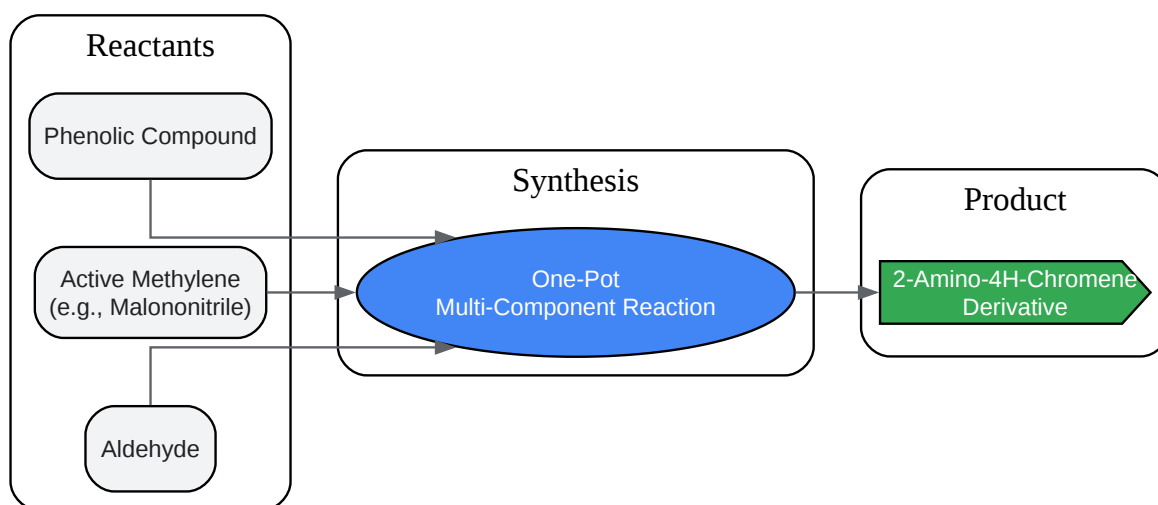 Reactants
Phenolic Compound
Active Methylene
(e.g., Malononitrile)
Aldehyde
Synthesis
One-Pot
Multi-Component Reaction
Product
2-Amino-4H-Chromene
Derivative